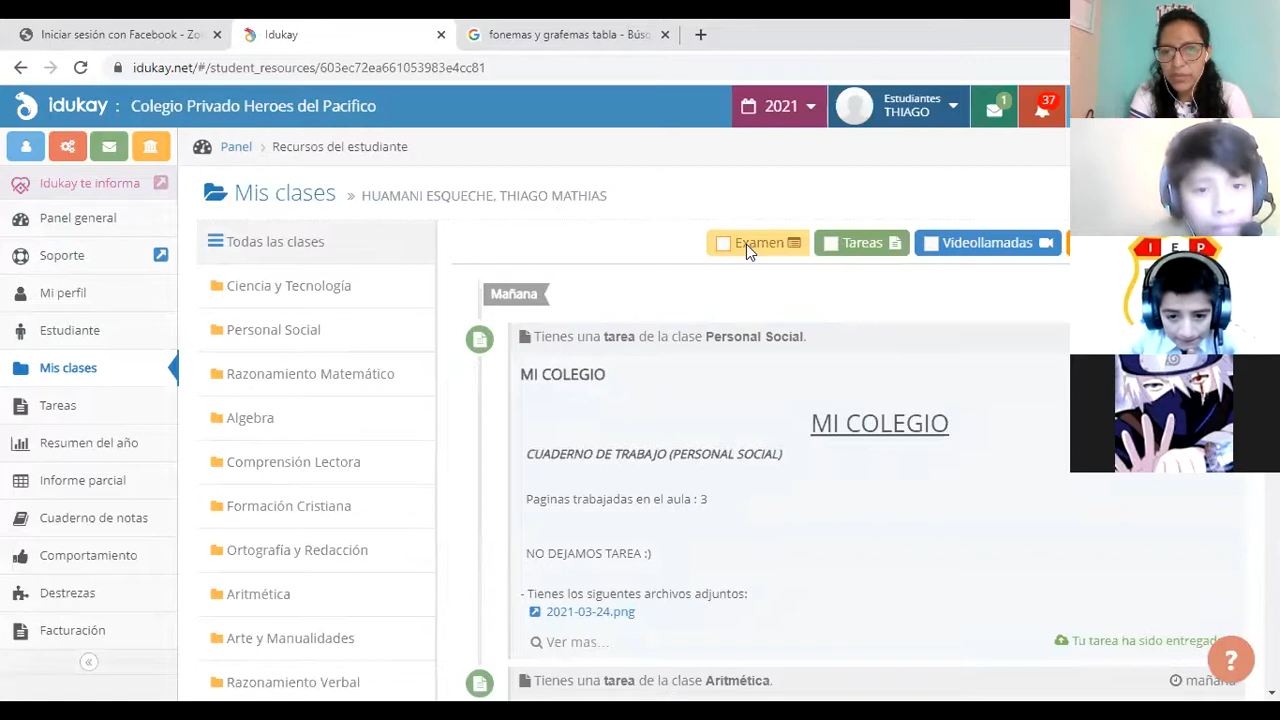 Iniciar sesión con Facebook - Zo
Idukay
fonemas y grafemas tabla - Bús
idukay.net/#/student_resources/603ec72ea661053983e4cc81
idukay : Colegio Privado Heroes del Pacifico
2021
Estudiantes
THIAGO
1
37
Panel > Recursos del estudiante
Idukay te informa
Panel general
Soporte
Mi perfil
Estudiante
Mis clases
Tareas
Resumen del año
Informe parcial
Cuaderno de notas
Comportamiento
Destrezas
Facturación
Mis clases » HUAMANI ESQUECHE, THIAGO MATHIAS
Todas las clases
Ciencia y Tecnología
Personal Social
Razonamiento Matemático
Algebra
Comprensión Lectora
Formación Cristiana
Ortografía y Redacción
Aritmética
Arte y Manualidades
Razonamiento Verbal
Examen
Tareas
Videollamadas
Mañana
Tienes una tarea de la clase Personal Social.
MI COLEGIO
MI COLEGIO
CUADERNO DE TRABAJO (PERSONAL SOCIAL)
Paginas trabajadas en el aula : 3
NO DEJAMOS TAREA :)
- Tienes los siguentes archivos adjuntos:
2021-03-24.png
Ver mas...
Tu tarea ha sido entregad
Tienes una tarea de la clase Aritmética.
mañana
?
I E P